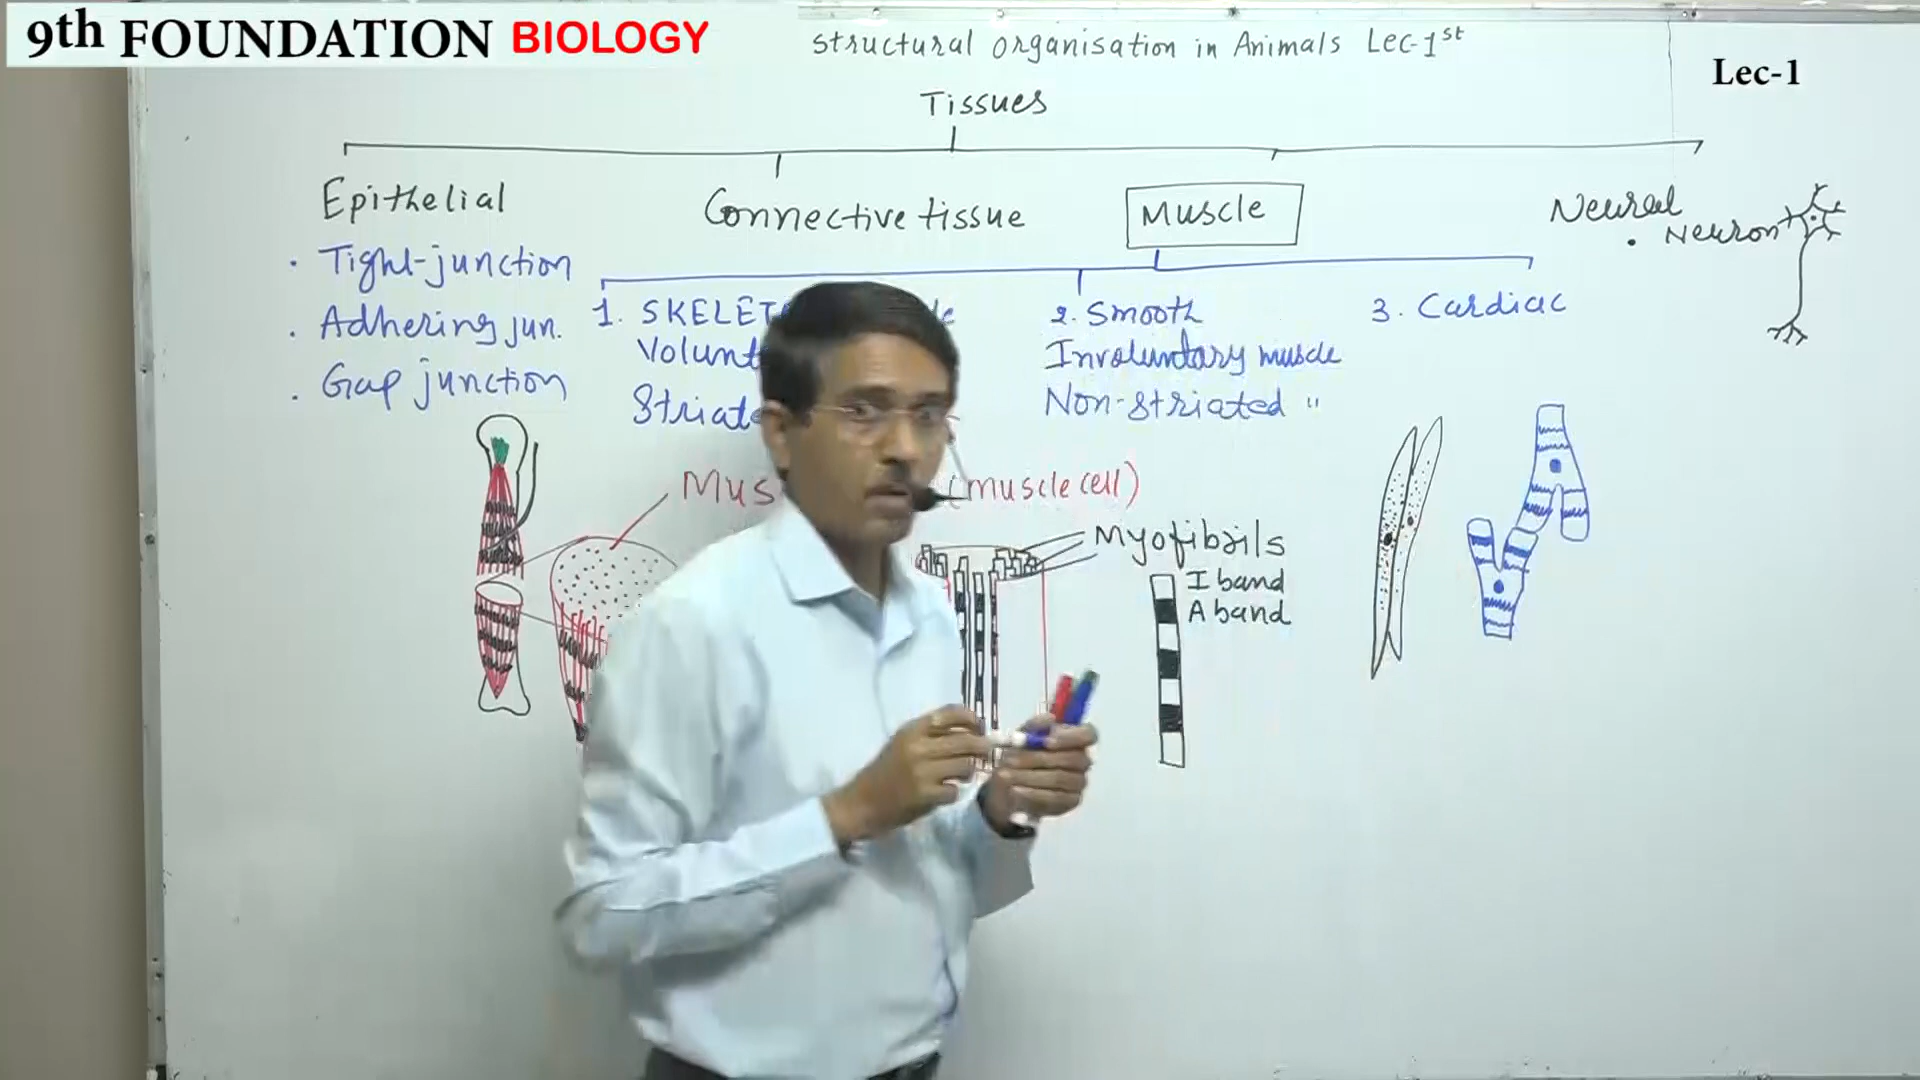 9th FOUNDATION BIOLOGY
structural organisation in Animals Lec-1st
Lec-1
Tissues
Epithelial
Connective tissue
Muscle
Neural
• Neuron
• Tight-junction
• Adhering jun.
• Gap junction
1. SKELET
Volunt
Striate
2. Smooth
Involuntary muscle
Non-striated "
3. Cardiac
Mus (muscle cell)
Myofibrils
I band
A band